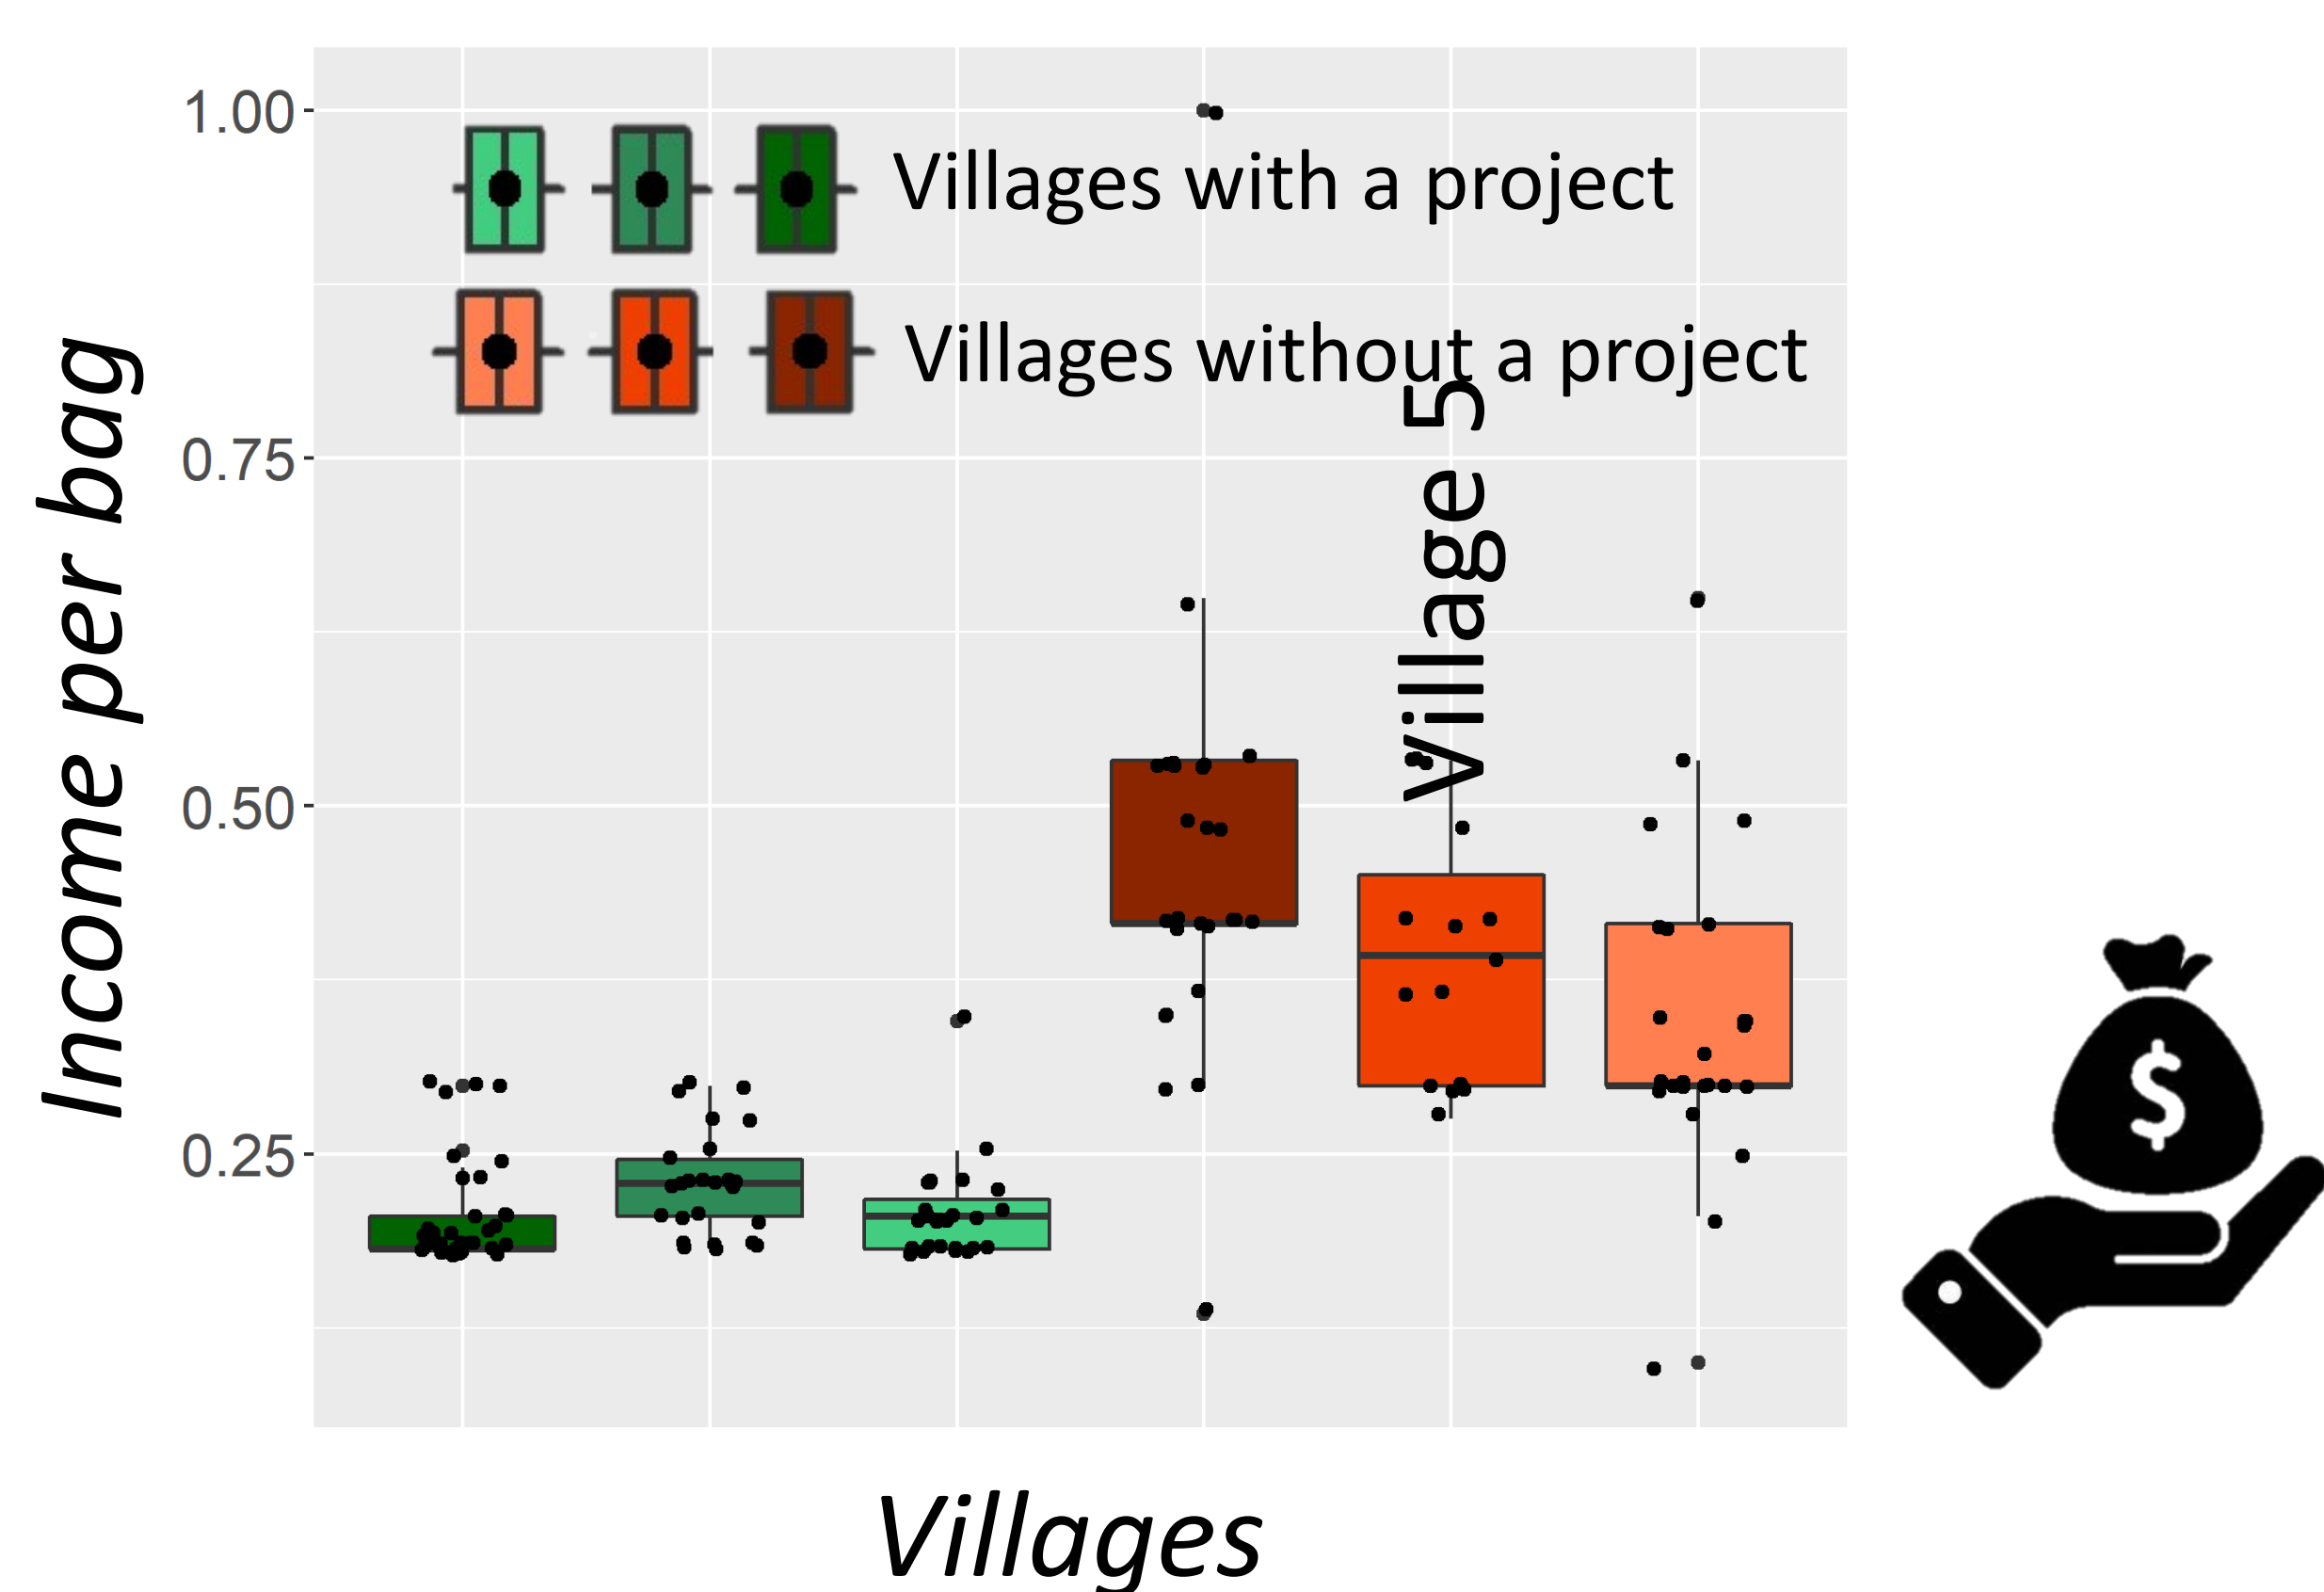 Income per bag
1.00
0.75
0.50
0.25
Villages with a project
Villages without a project
Village 5
$
Villages